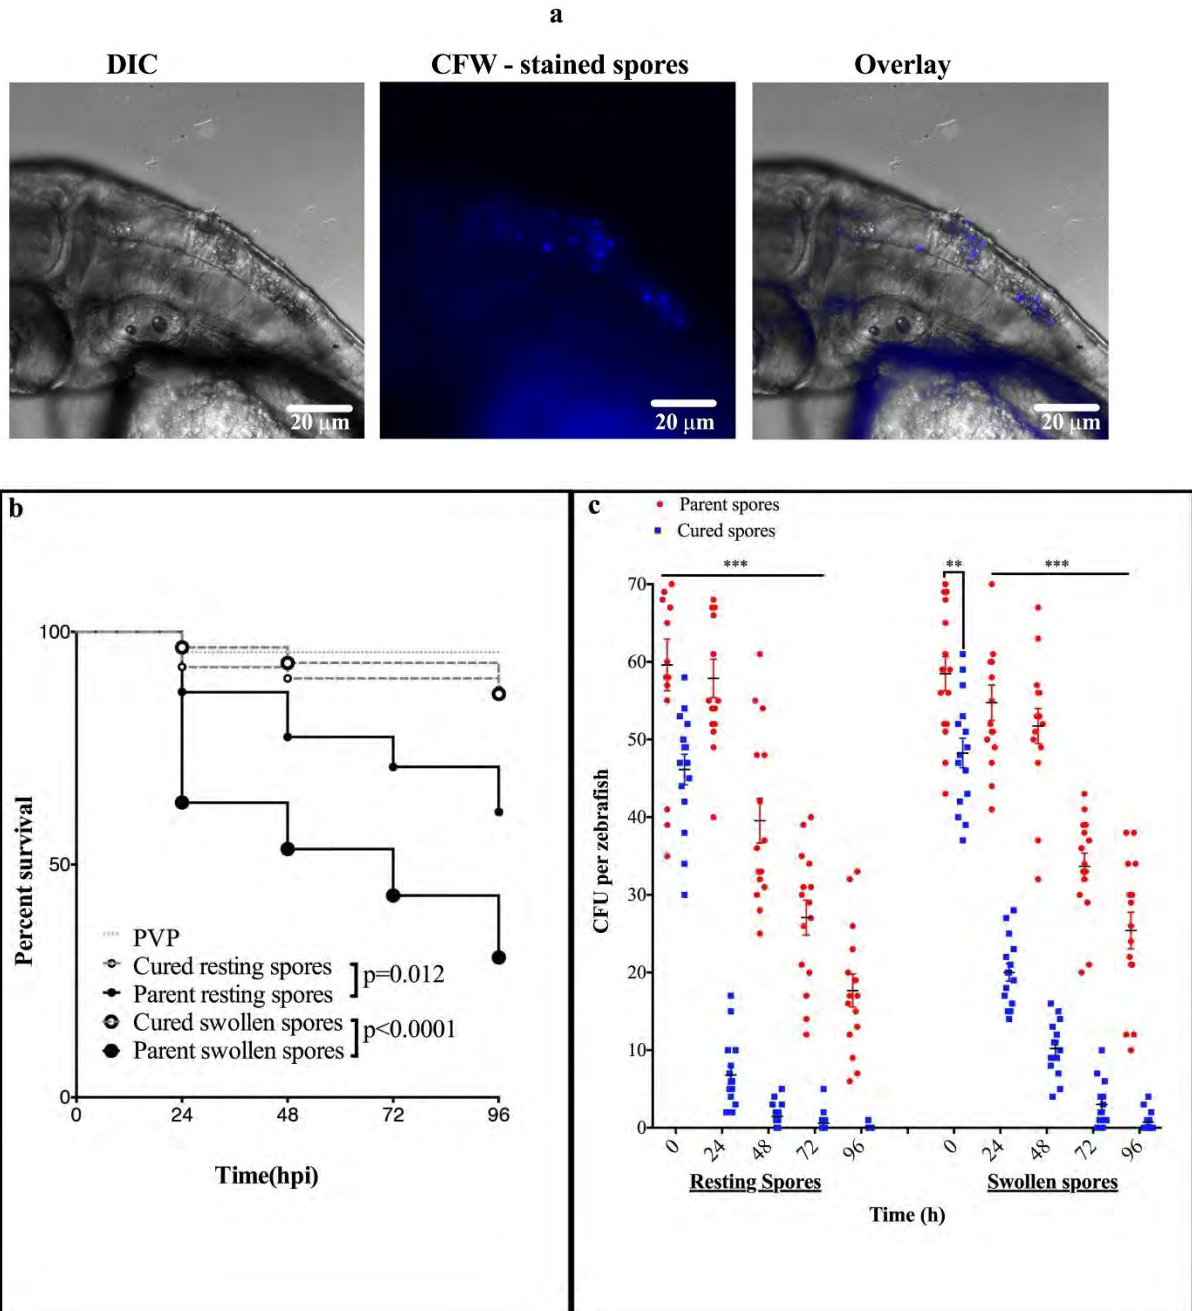 a
DIC
CFW - stained spores
Overlay
20 µm
20 µm
20 µm
b
100
50
0
Percent survival
PVP
Cured resting spores
Parent resting spores
p=0.012
Cured swollen spores
Parent swollen spores
p<0.0001
0 24 48 72 96
Time(hpi)
c
Parent spores
Cured spores
***
**
***
70
60
50
40
30
20
10
0
CFU per zebrafish
0 24 48 72 96 0 24 48 72 96
Resting Spores
Swollen spores
Time (h)